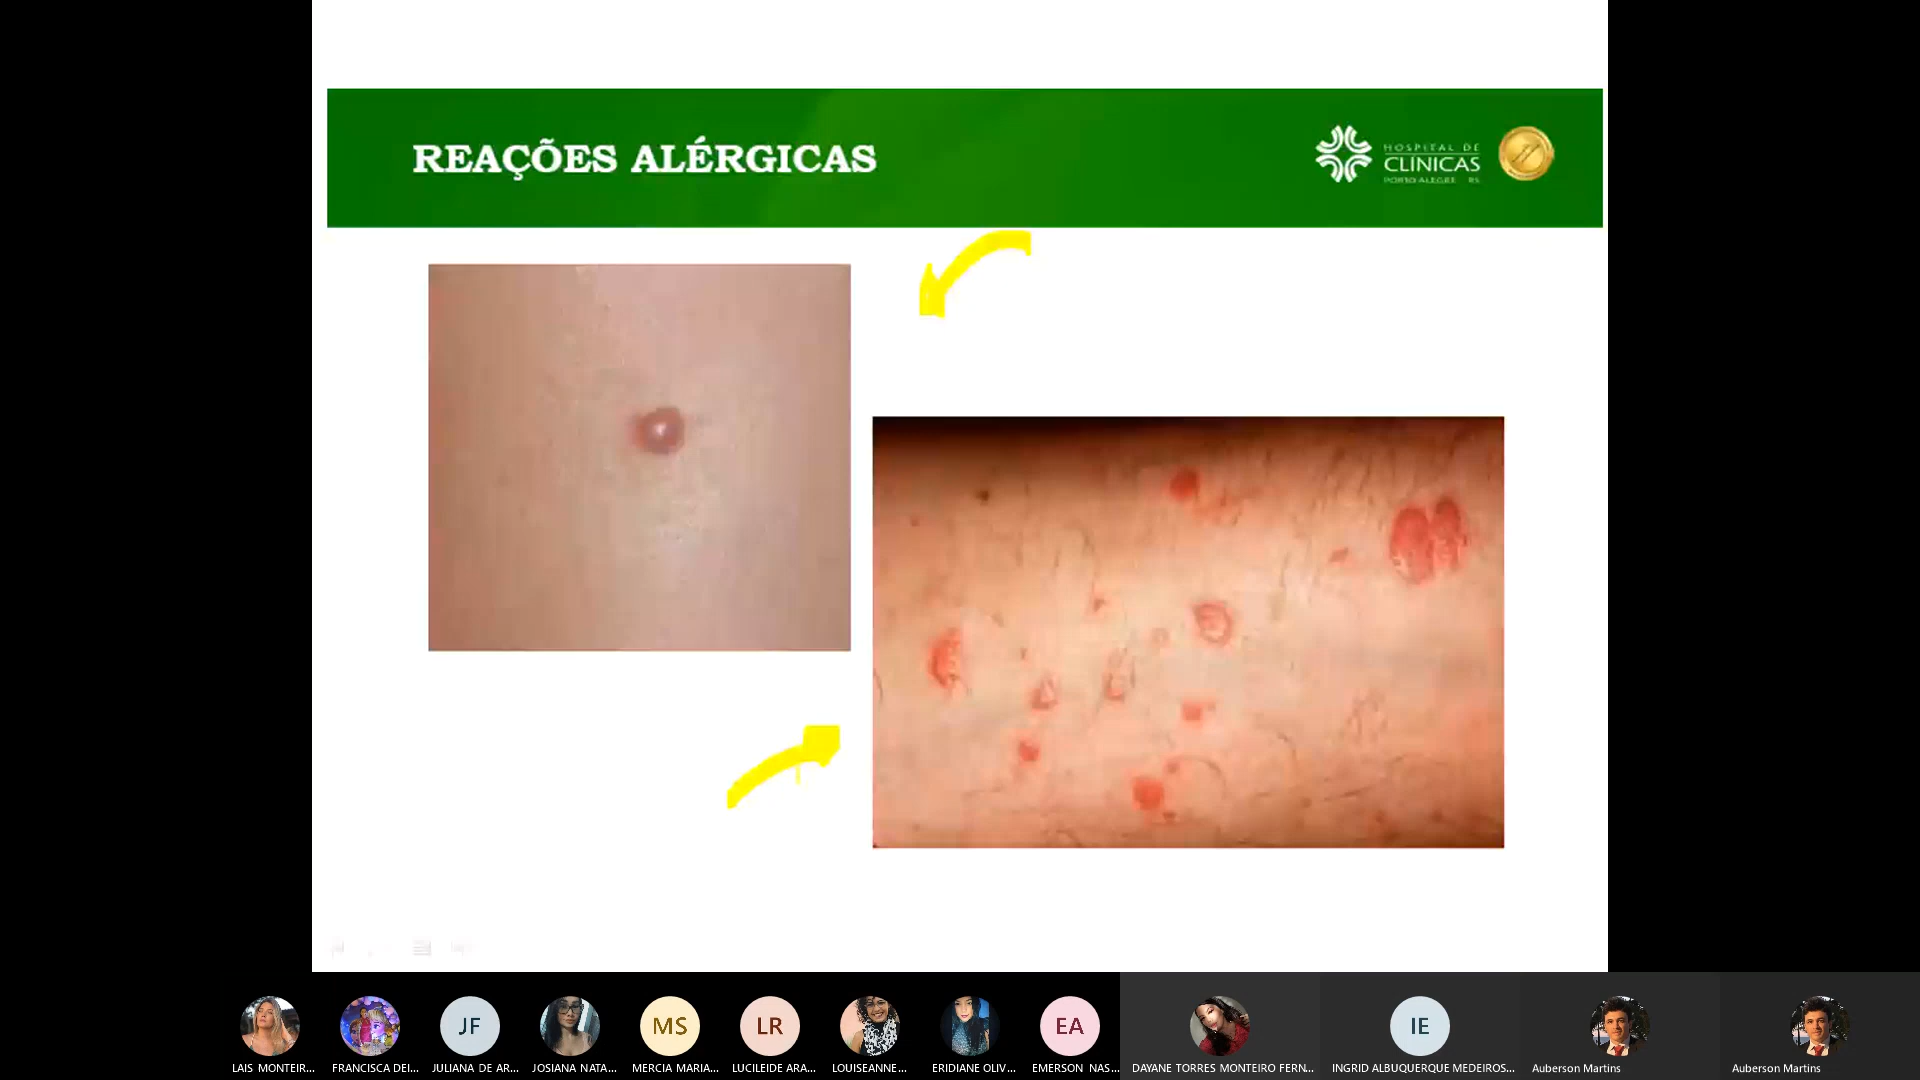 REAÇÕES ALÉRGICAS
HOSPITAL DE
CLINICAS
PORTO ALEGRE RS
JF
MS
LR
EA
IE
LAIS MONTEIR...
FRANCISCA DEI...
JULIANA DE AR...
JOSIANA NATA...
MERCIA MARIA...
LUCILEIDE ARA...
LOUISEANNE...
ERIDIANE OLIV...
EMERSON NAS...
DAYANE TORRES MONTEIRO FERN...
INGRID ALBUQUERQUE MEDEIROS...
Auberson Martins
Auberson Martins